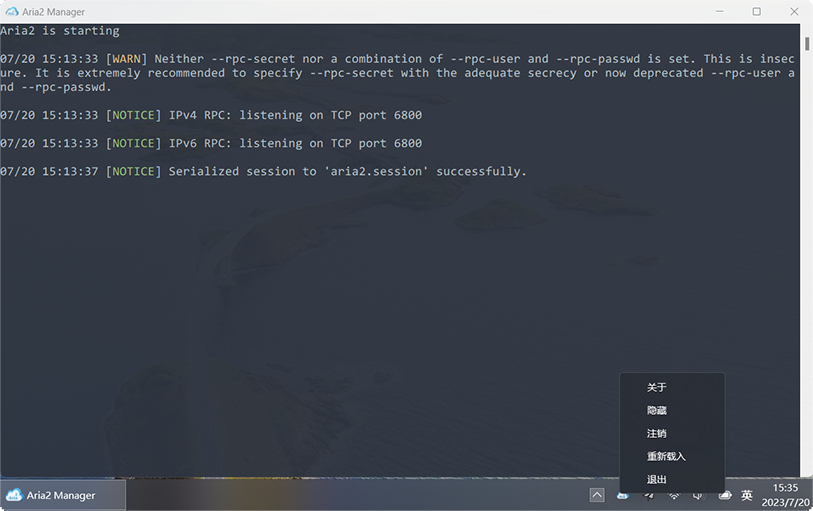 Aria2 Manager
Aria2 is starting
07/20 15:13:33 [WARN] Neither --rpc-secret nor a combination of --rpc-user and --rpc-passwd is set. This is insec
ure. It is extremely recommended to specify --rpc-secret with the adequate secrecy or now deprecated --rpc-user a
nd --rpc-passwd.
07/20 15:13:33 [NOTICE] IPv4 RPC: listening on TCP port 6800
07/20 15:13:33 [NOTICE] IPv6 RPC: listening on TCP port 6800
07/20 15:13:37 [NOTICE] Serialized session to 'aria2.session' successfully.
关于
隐藏
注销
重新载入
退出
Aria2 Manager
英
15:35
2023/7/20